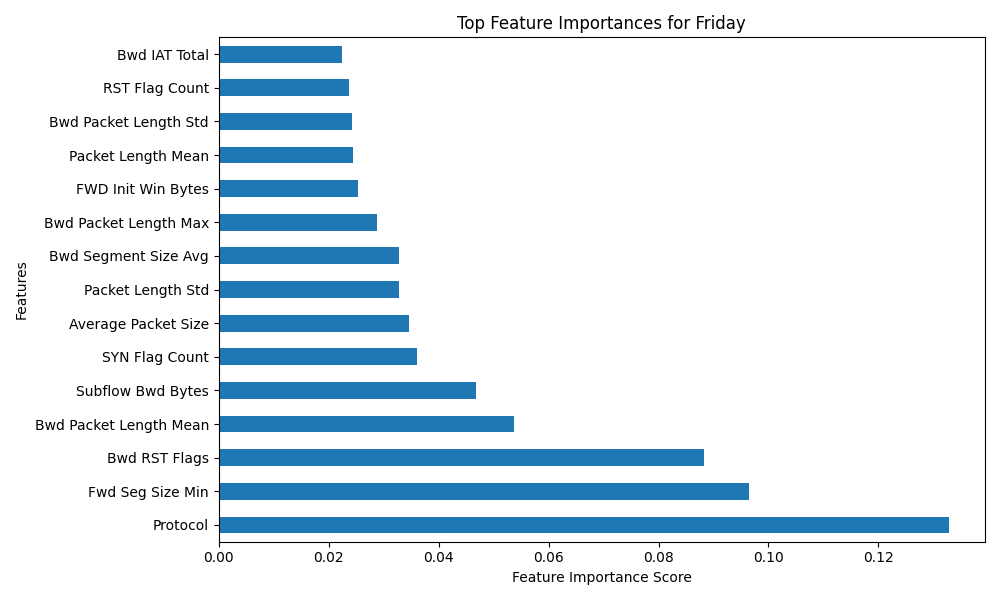 Top Feature Importances for Friday
Bwd IAT Total
RST Flag Count
Bwd Packet Length Std
Packet Length Mean
FWD Init Win Bytes
Bwd Packet Length Max
Bwd Segment Size Avg
Packet Length Std
Average Packet Size
SYN Flag Count
Subflow Bwd Bytes
Bwd Packet Length Mean
Bwd RST Flags
Fwd Seg Size Min
Protocol
Features
0.00 0.02 0.04 0.06 0.08 0.10 0.12
Feature Importance Score